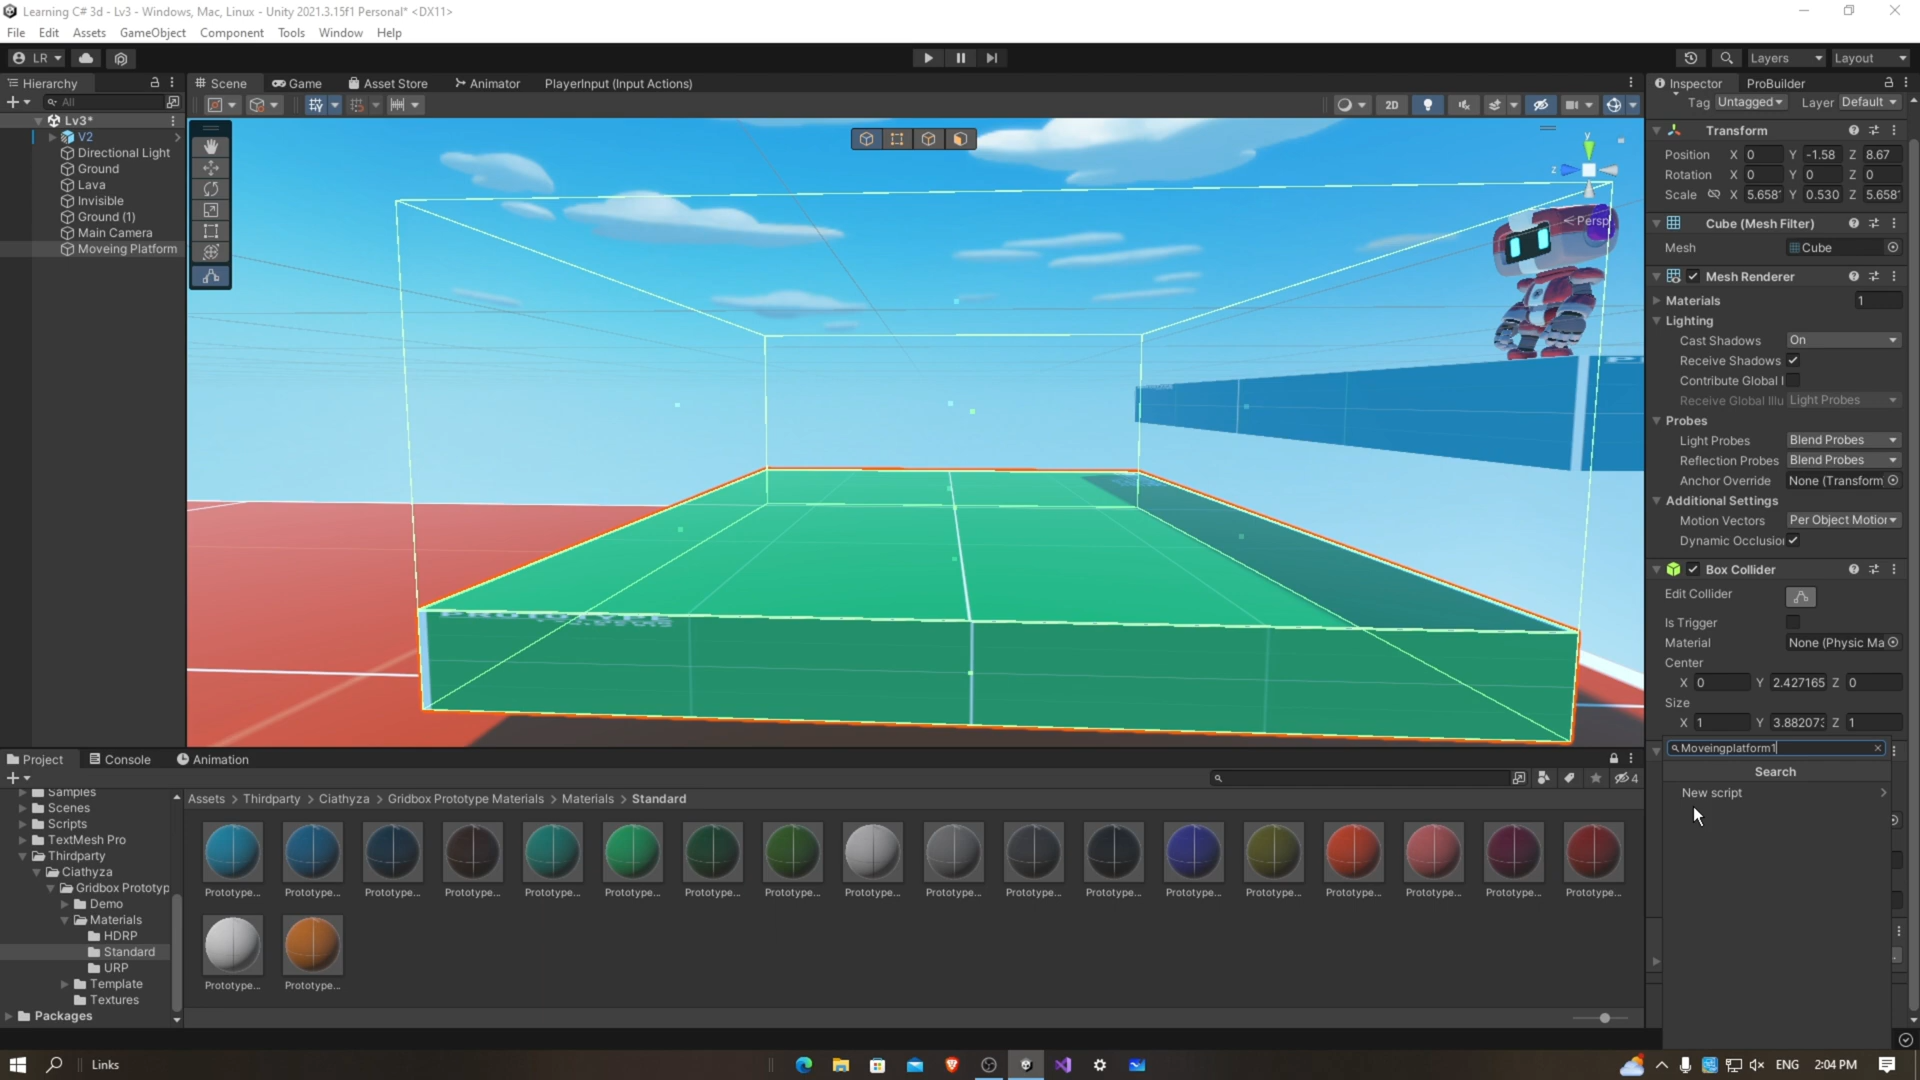 Learning C# 3d - Lv3 - Windows, Mac, Linux - Unity 2021.3.15f1 Personal* <DX11>
File Edit Assets GameObject Component Tools Window Help
LR
Layers
Layout
Hierarchy
All
Lv3*
V2
Directional Light
Ground
Lava
Invisible
Ground (1)
Main Camera
Moveing Platform
Scene
Game
Asset Store
Animator
PlayerInput (Input Actions)
2D
y
z
Persp
PROTOTYPE
Inspector
ProBuilder
Tag Untagged Layer Default
Transform
Position X 0 Y -1.58 Z 8.67
Rotation X 0 Y 0 Z 0
Scale X 5.658 Y 0.530 Z 5.658
Cube (Mesh Filter)
Mesh Cube
Mesh Renderer
Materials 1
Lighting
Cast Shadows On
Receive Shadows
Contribute Global I
Receive Global Illu Light Probes
Probes
Light Probes Blend Probes
Reflection Probes Blend Probes
Anchor Override None (Transform
Additional Settings
Motion Vectors Per Object Motion
Dynamic Occlusion
Box Collider
Edit Collider
Is Trigger
Material None (Physic Ma
Center
X 0 Y 2.427165 Z 0
Size
X 1 Y 3.882073 Z 1
Moveingplatform1
Search
New script
Project
Console
Animation
4
Samples
Scenes
Scripts
TextMesh Pro
Thirdparty
Ciathyza
Gridbox Prototyp
Demo
Materials
HDRP
Standard
URP
Template
Textures
Packages
Assets > Thirdparty > Ciathyza > Gridbox Prototype Materials > Materials > Standard
Prototype... Prototype... Prototype... Prototype... Prototype... Prototype... Prototype... Prototype... Prototype... Prototype... Prototype... Prototype... Prototype... Prototype... Prototype... Prototype... Prototype... Prototype...
Prototype... Prototype...
Links
ENG
2:04 PM